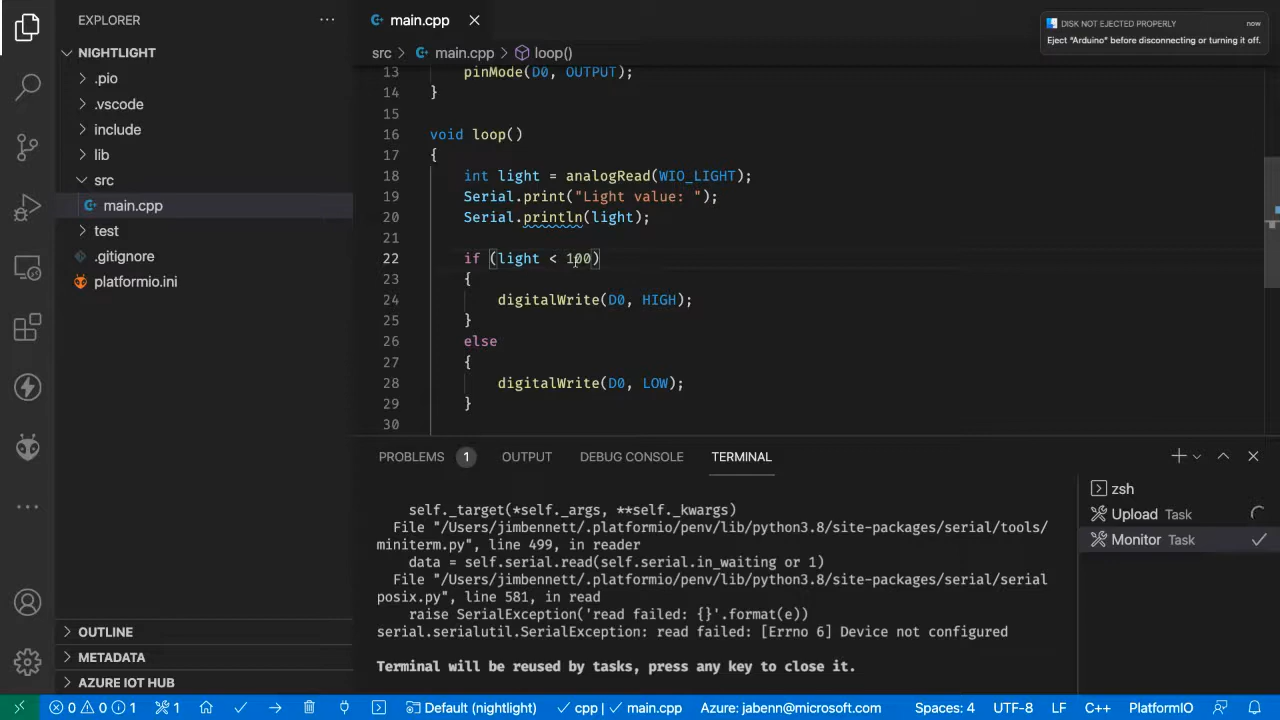 EXPLORER
NIGHTLIGHT
.pio
.vscode
include
lib
src
main.cpp
test
.gitignore
platformio.ini
OUTLINE
METADATA
AZURE IOT HUB
main.cpp
src > main.cpp > loop()
DISK NOT EJECTED PROPERLY now
Eject “Arduino” before disconnecting or turning it off.
13 pinMode(D0, OUTPUT);
14 }
15
16 void loop()
17 {
18 int light = analogRead(WIO_LIGHT);
19 Serial.print("Light value: ");
20 Serial.println(light);
21
22 if (light < 100)
23 {
24 digitalWrite(D0, HIGH);
25 }
26 else
27 {
28 digitalWrite(D0, LOW);
29 }
30
PROBLEMS 1 OUTPUT DEBUG CONSOLE TERMINAL
self._target(*self._args, **self._kwargs)
File "/Users/jimbennett/.platformio/penv/lib/python3.8/site-packages/serial/tools/
miniterm.py", line 499, in reader
data = self.serial.read(self.serial.in_waiting or 1)
File "/Users/jimbennett/.platformio/penv/lib/python3.8/site-packages/serial/serial
posix.py", line 581, in read
raise SerialException('read failed: {}'.format(e))
serial.serialutil.SerialException: read failed: [Errno 6] Device not configured
Terminal will be reused by tasks, press any key to close it.
zsh
Upload Task
Monitor Task
0 0 1 1 Default (nightlight) cpp | main.cpp Azure: jabenn@microsoft.com Spaces: 4 UTF-8 LF C++ PlatformIO